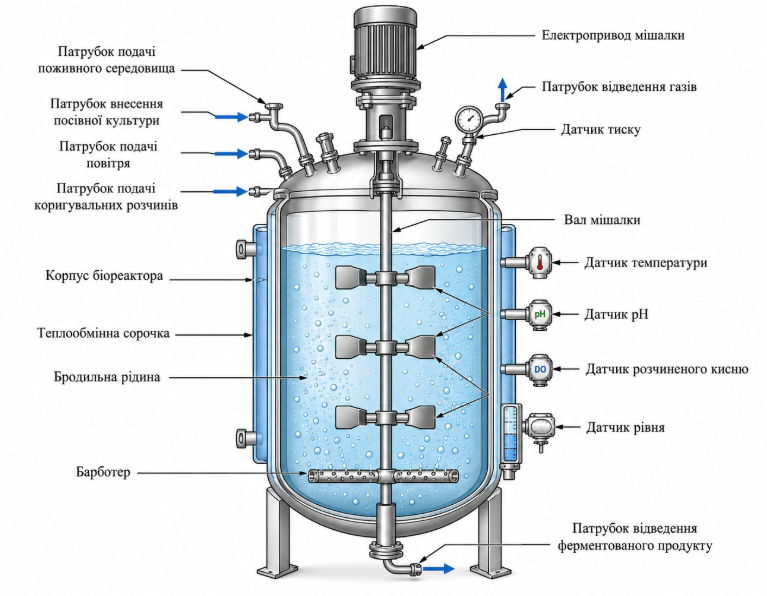 Патрубок подачі
поживного середовища
Патрубок внесення
посівної культури
Патрубок подачі
повітря
Патрубок подачі
коригувальних розчинів
Корпус біореактора
Теплообмінна сорочка
Бродильна рідина
Барботер
Електропривод мішалки
Патрубок відведення газів
Датчик тиску
Вал мішалки
Датчик температури
pH
Датчик pH
DO
Датчик розчиненого кисню
Датчик рівня
Патрубок відведення
ферментованого продукту